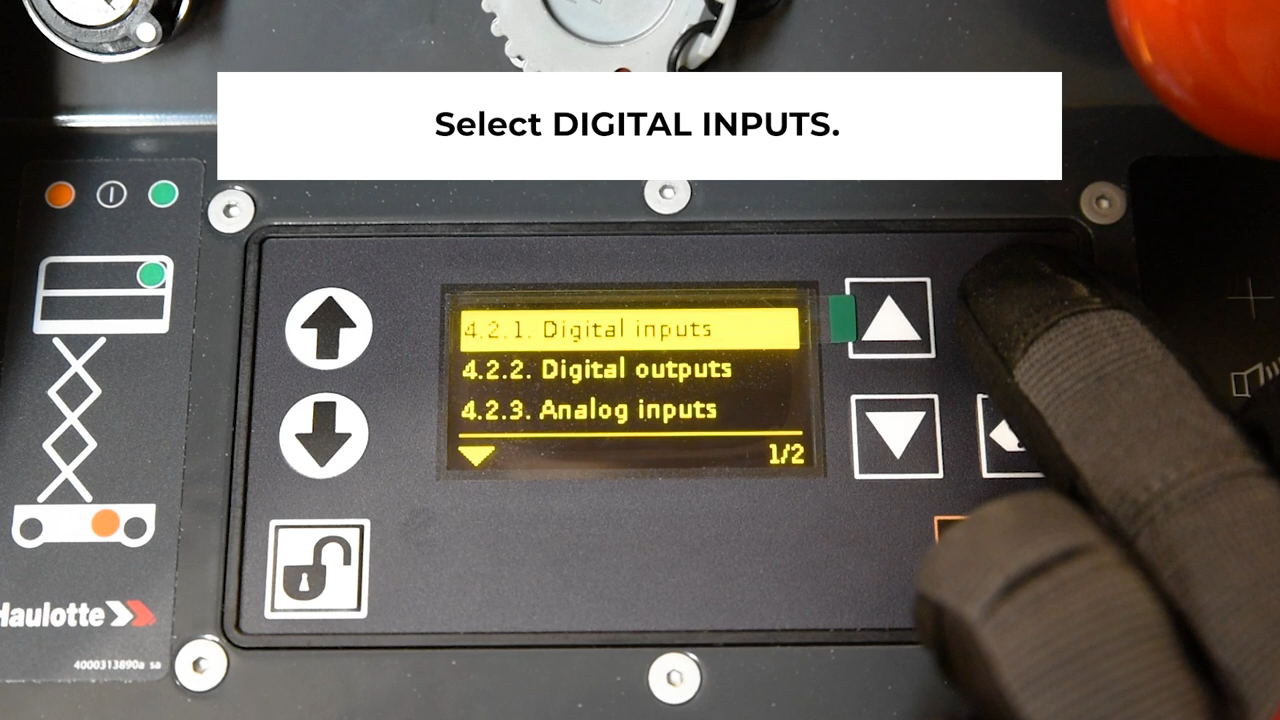 Select DIGITAL INPUTS.
4.2.1. Digital inputs
4.2.2. Digital outputs
4.2.3. Analog inputs
1/2
Haulotte
4000313890a sa